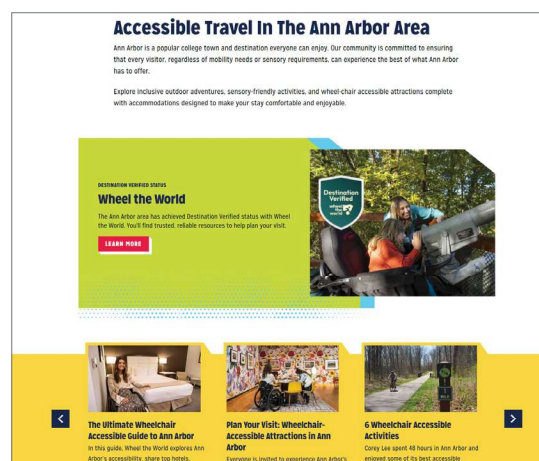 Accessible Travel In The Ann Arbor Area
Ann Arbor is a popular college town and destination everyone can enjoy. Our community is committed to ensuring
that every visitor, regardless of mobility needs or sensory requirements, can experience the best of what Ann Arbor
has to offer.
Explore inclusive outdoor adventures, sensory-friendly activities, and wheel-chair accessible attractions complete
with accommodations designed to make your stay comfortable and enjoyable.
DESTINATION VERIFIED STATUS
Wheel the World
The Ann Arbor area has achieved Destination Verified status with Wheel
the World. You'll find trusted, reliable resources to help plan your visit.
LEARN MORE
Destination
Verified
wheel
the
world
The Ultimate Wheelchair
Accessible Guide to Ann Arbor
In this guide, Wheel the World explores Ann
Arbor's accessibility, share top hotels,
Plan Your Visit: Wheelchair-
Accessible Attractions in Ann
Arbor
Everyone is invited to experience Ann Arbor's
6 Wheelchair Accessible
Activities
Corey Lee spent 48 hours in Ann Arbor and
enjoyed some of its best accessible